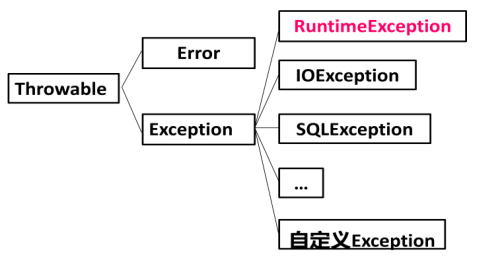 Throwable
Error
Exception
RuntimeException
IOException
SQLException
...
自定义Exception